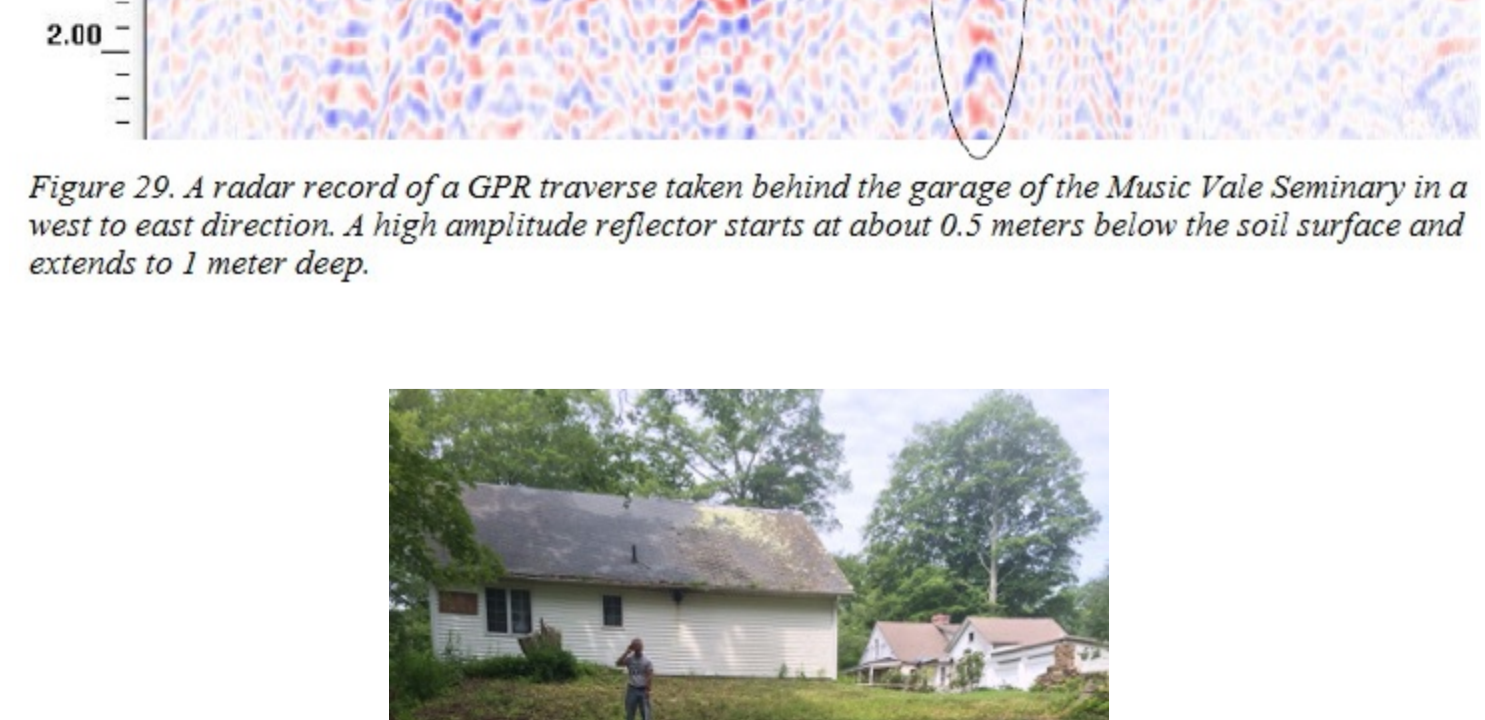 2.00
Figure 29. A radar record of a GPR traverse taken behind the garage of the Music Vale Seminary in a
west to east direction. A high amplitude reflector starts at about 0.5 meters below the soil surface and
extends to 1 meter deep.